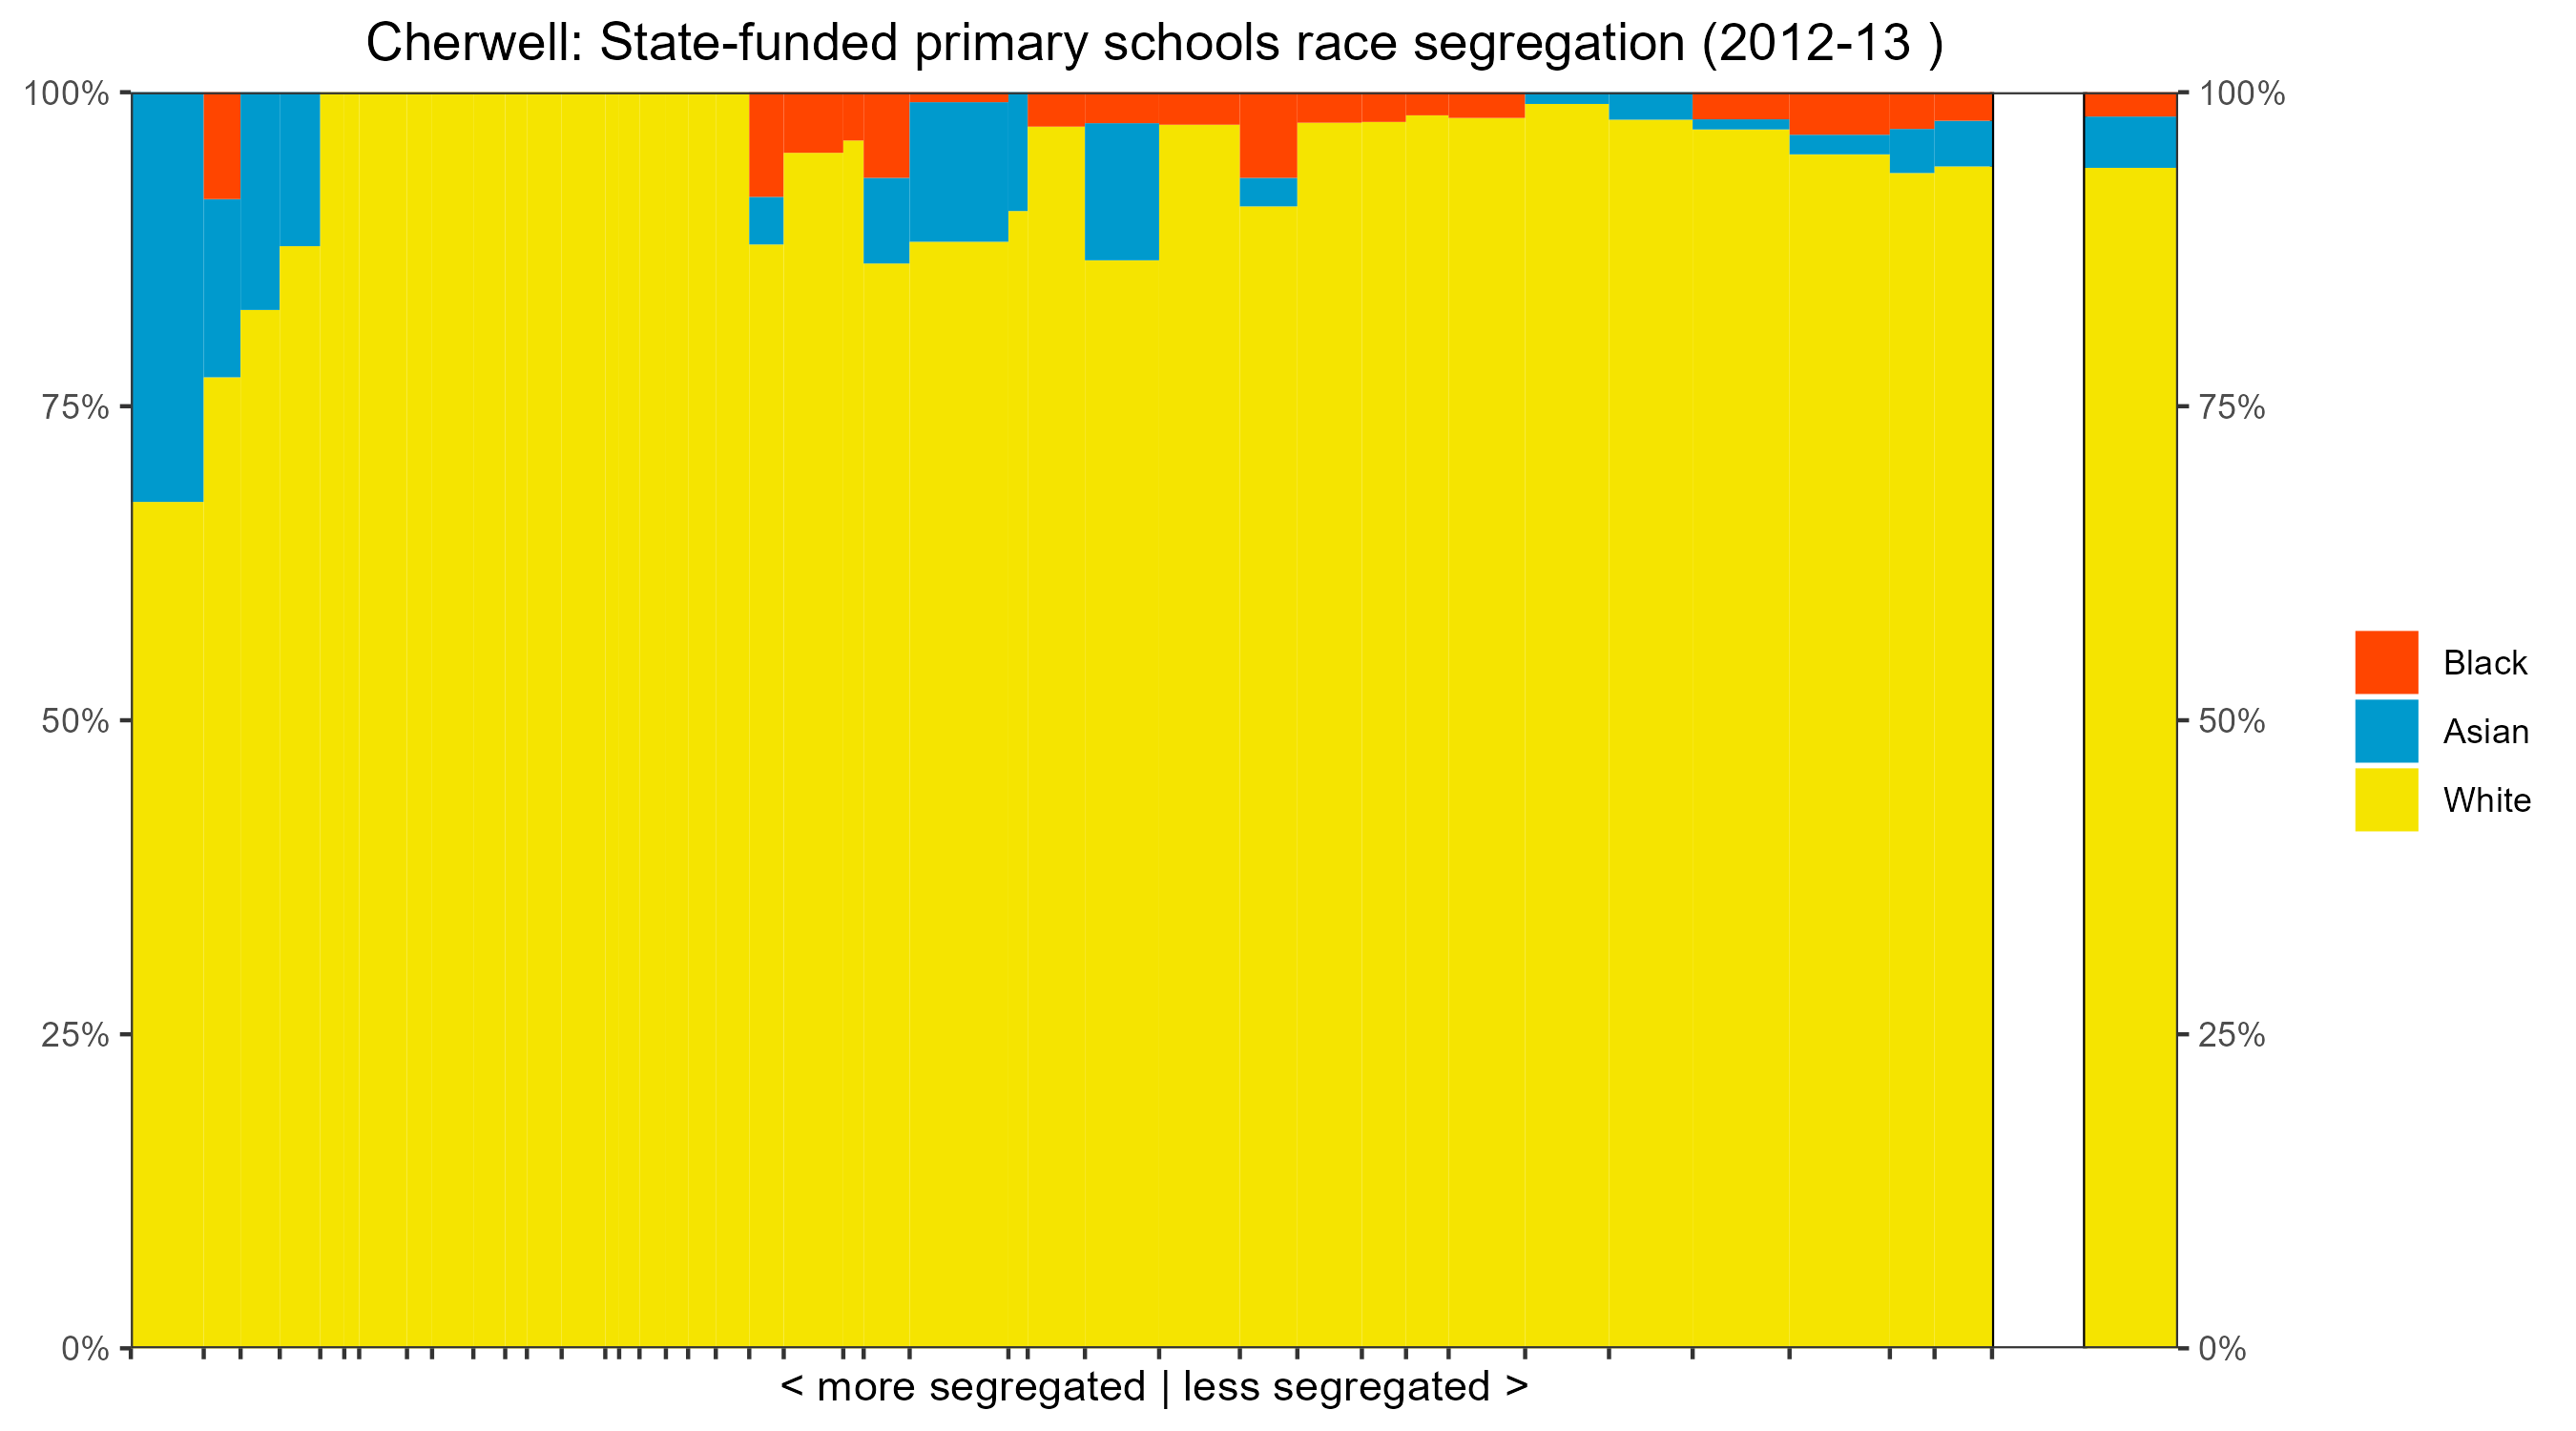 Cherwell: State-funded primary schools race segregation (2012-13 )
100%
75%
50%
25%
0%
100%
75%
50%
25%
0%
Black
Asian
White
< more segregated | less segregated >